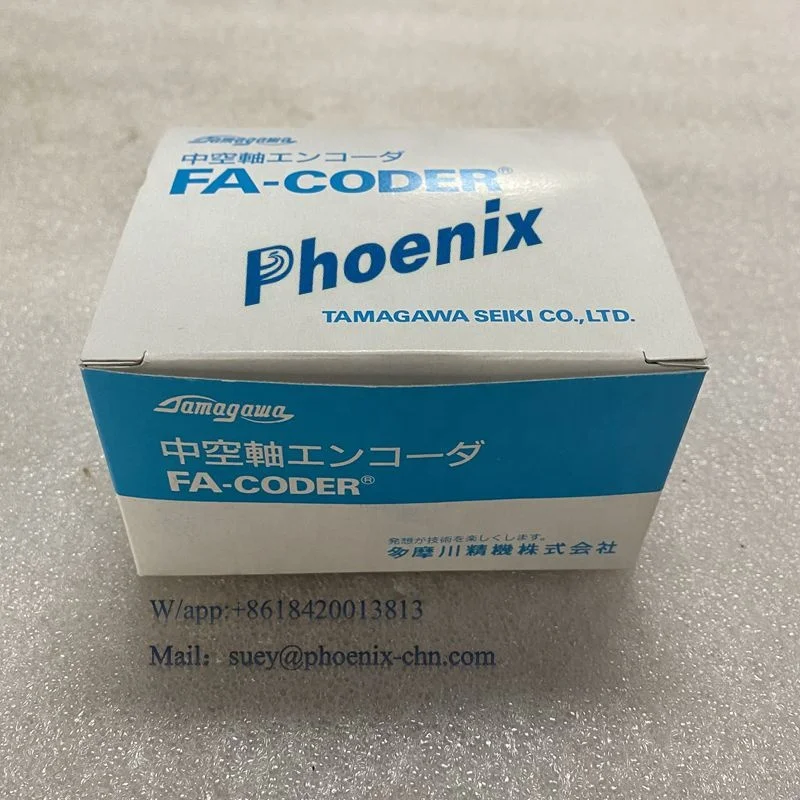 Tamagawa
中空軸エンコーダ
FA-CODER®
Phoenix
TAMAGAWA SEIKI CO.,LTD.
Tamagawa
中空軸エンコーダ
FA-CODER®
発想が技術を楽しくします。
多摩川精機株式会社
W/app:+8618420013813
Mail：suey@phoenix-chn.com